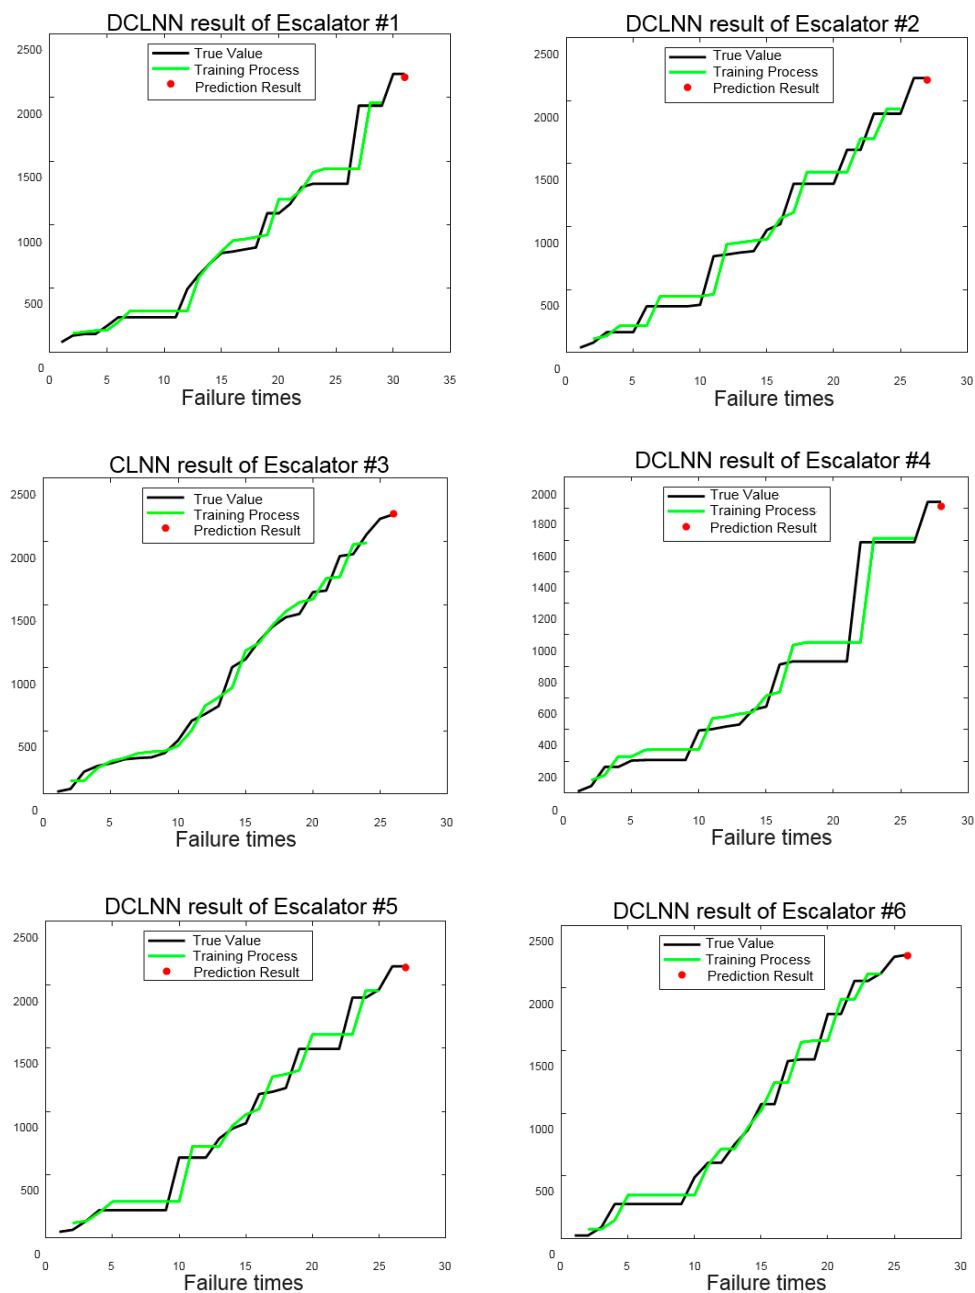 DCLNN result of Escalator #1
2500
True Value
Training Process
Prediction Result
2000
1500
1000
500
0
0 5 10 15 20 25 30 35
Failure times
DCLNN result of Escalator #2
2500
True Value
Training Process
Prediction Result
2000
1500
1000
500
0
0 5 10 15 20 25 30
Failure times
CLNN result of Escalator #3
2500
True Value
Training Process
Prediction Result
2000
1500
1000
500
0
0 5 10 15 20 25 30
Failure times
DCLNN result of Escalator #4
2000
True Value
Training Process
Prediction Result
1800
1600
1400
1200
1000
800
600
400
200
0 5 10 15 20 25 30
Failure times
DCLNN result of Escalator #5
2500
True Value
Training Process
Prediction Result
2000
1500
1000
500
0
0 5 10 15 20 25 30
Failure times
DCLNN result of Escalator #6
2500
True Value
Training Process
Prediction Result
2000
1500
1000
500
0
0 5 10 15 20 25 30
Failure times